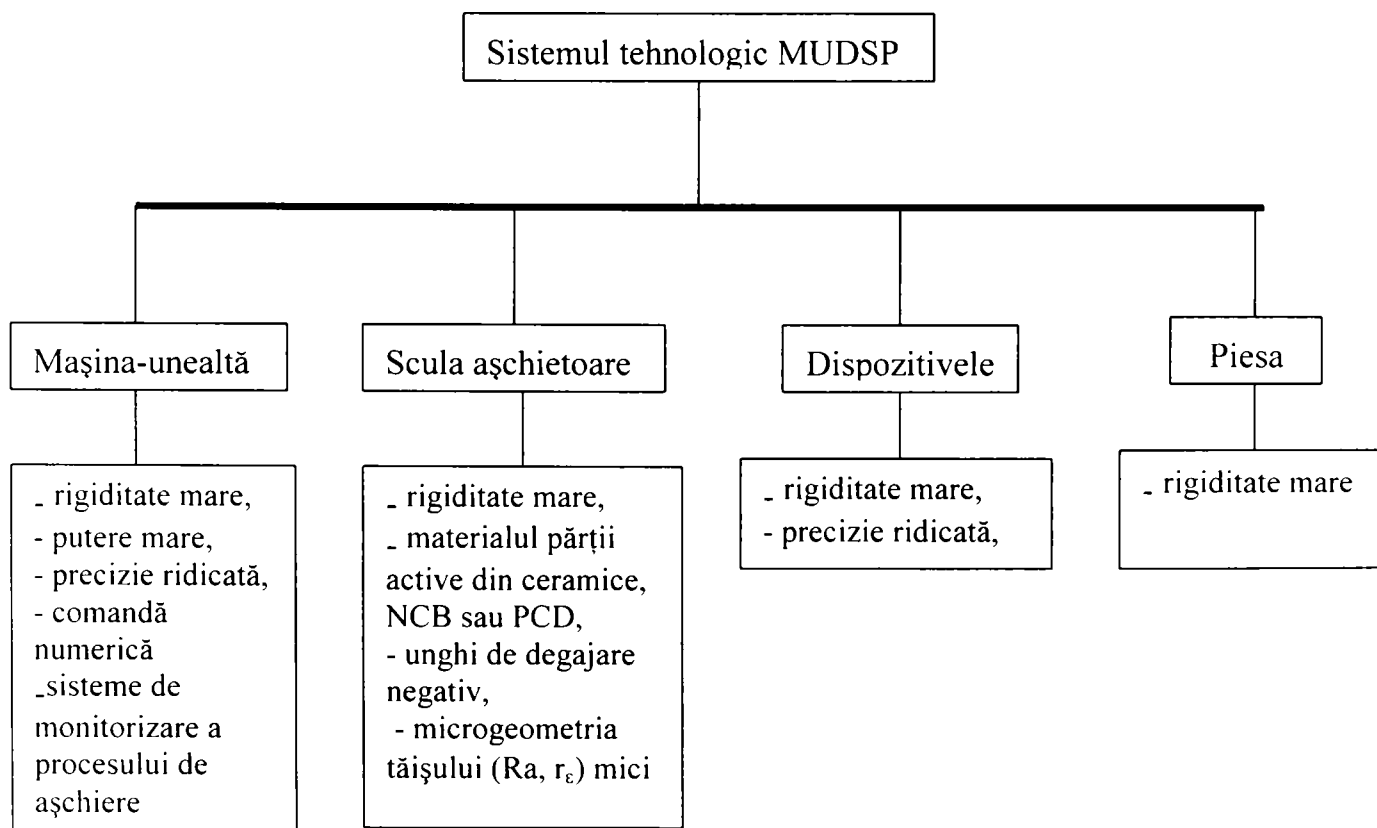 Sistemul tehnologic MUDSP
Maşina-unealtă
Scula aşchietoare
Dispozitivele
Piesa
- rigiditate mare,
- putere mare,
- precizie ridicată,
- comandă
numerică
-sisteme de
monitorizare a
procesului de
aşchiere
- rigiditate mare,
- materialul părţii
active din ceramice,
NCB sau PCD,
- unghi de degajare
negativ,
- microgeometria
tăişului (Ra, rε) mici
- rigiditate mare,
- precizie ridicată,
- rigiditate mare